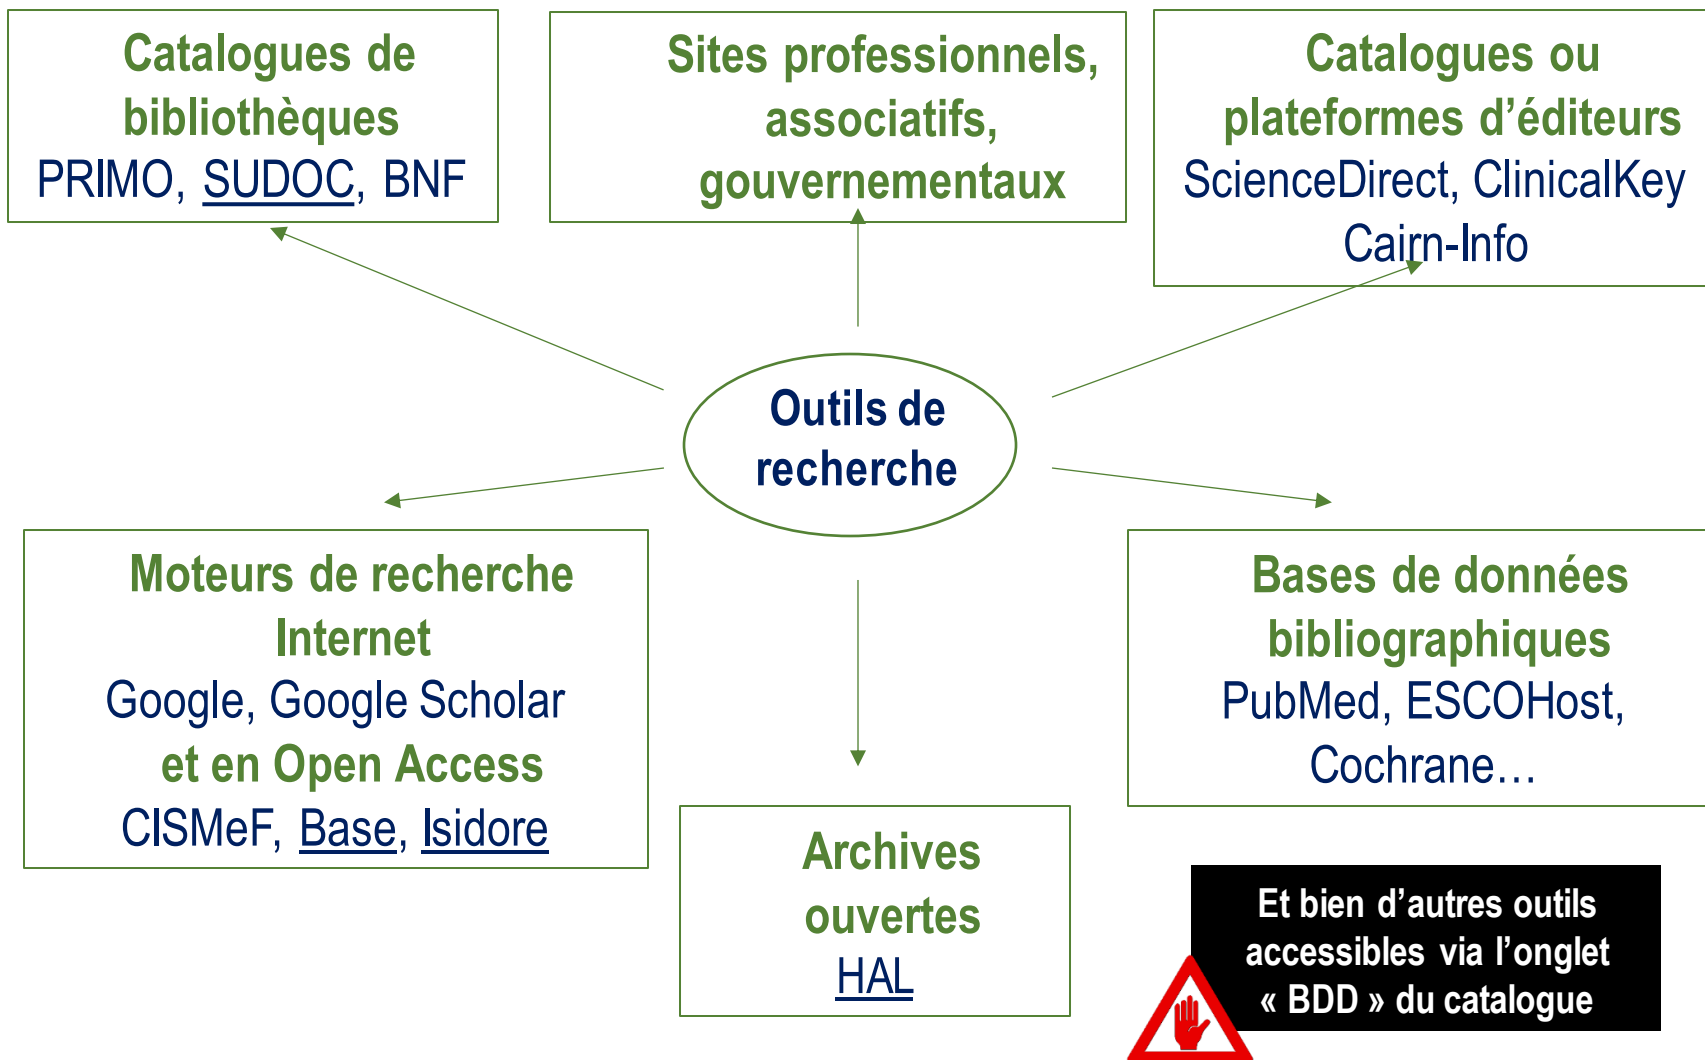 Catalogues de
bibliothèques
PRIMO, SUDOC, BNF
Sites professionnels,
associatifs,
gouvernementaux
Catalogues ou
plateformes d’éditeurs
ScienceDirect, ClinicalKey
Cairn-Info
Outils de
recherche
Moteurs de recherche
Internet
Google, Google Scholar
et en Open Access
CISMeF, Base, Isidore
Archives
ouvertes
HAL
Bases de données
bibliographiques
PubMed, ESCOHost,
Cochrane…
Et bien d’autres outils
accessibles via l’onglet
« BDD » du catalogue